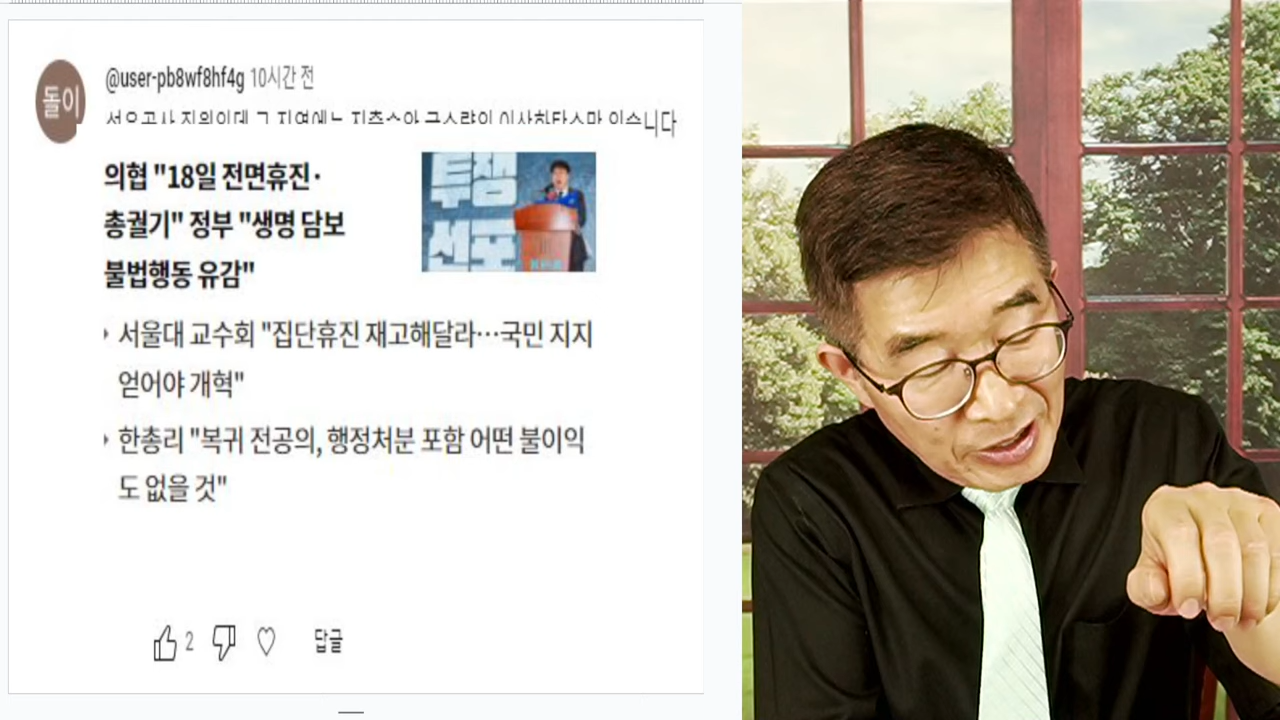 돌이
@user-pb8wf8hf4g 10시간 전
의협 "18일 전면휴진·
총궐기" 정부 "생명 담보
불법행동 유감"
투쟁
선포
서울대 교수회 "집단휴진 재고해달라…국민 지지
얻어야 개혁"
한총리 "복귀 전공의, 행정처분 포함 어떤 불이익
도 없을 것"
2
답글